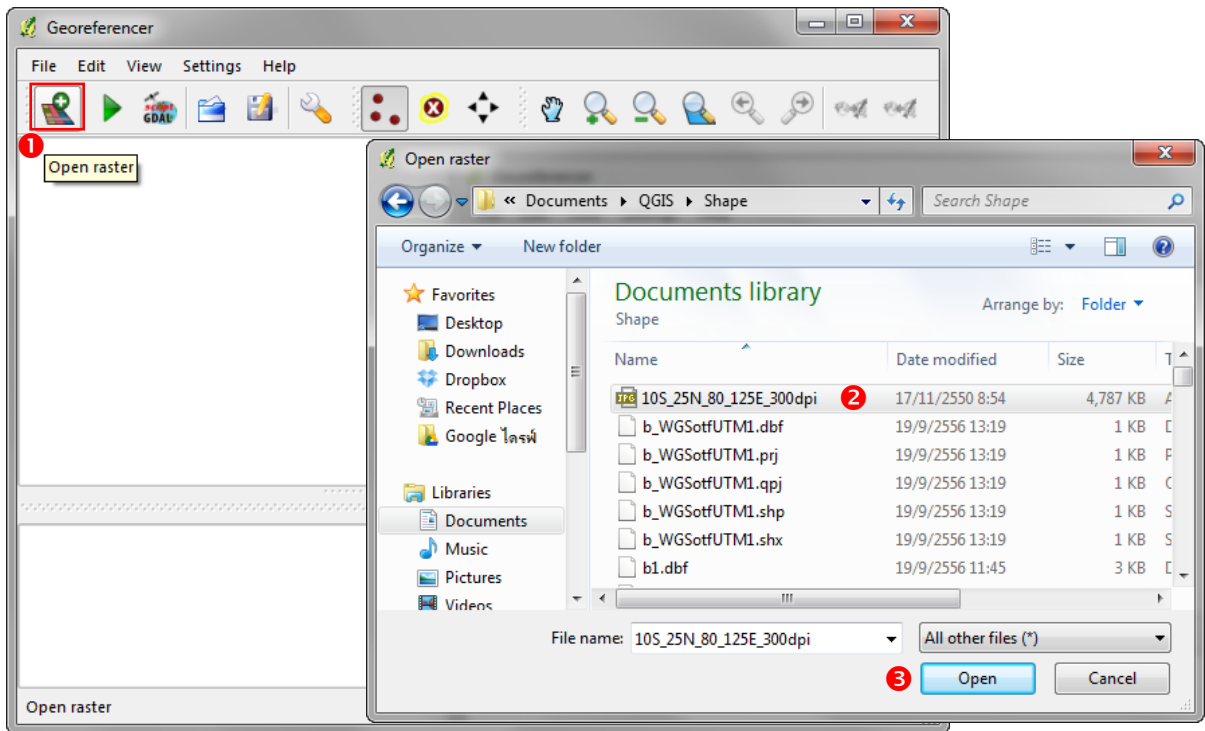 Georeferencer
File Edit View Settings Help
GDAL
1
Open raster
Open raster
« Documents QGIS Shape
Search Shape
Organize New folder
Favorites
Desktop
Downloads
Dropbox
Recent Places
Google ไดรฟ์
Libraries
Documents
Music
Pictures
Videos
Documents library
Shape
Arrange by: Folder
Name Date modified Size T
10S_25N_80_125E_300dpi 2 17/11/2550 8:54 4,787 KB A
b_WGSotfUTM1.dbf 19/9/2556 13:19 1 KB D
b_WGSotfUTM1.prj 19/9/2556 13:19 1 KB P
b_WGSotfUTM1.qpj 19/9/2556 13:19 1 KB
b_WGSotfUTM1.shp 19/9/2556 13:19 1 KB S
b_WGSotfUTM1.shx 19/9/2556 13:19 1 KB S
b1.dbf 19/9/2556 11:45 3 KB D
File name: 10S_25N_80_125E_300dpi All other files (*)
3 Open Cancel
Open raster